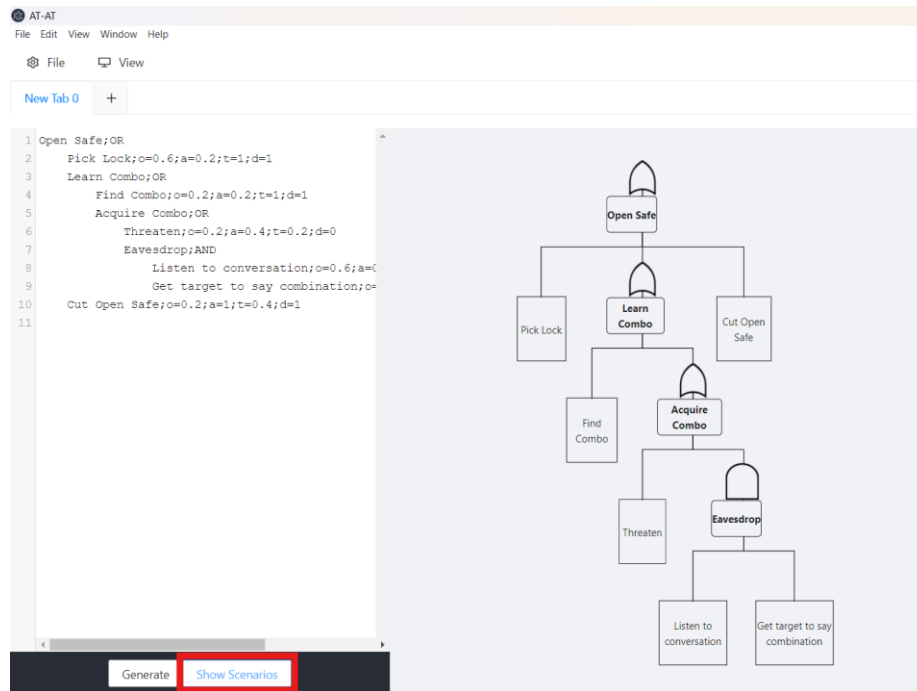 AT-AT
File Edit View Window Help
File View
New Tab 0 +
1 Open Safe;OR
2 Pick Lock;o=0.6;a=0.2;t=1;d=1
3 Learn Combo;OR
4 Find Combo;o=0.2;a=0.2;t=1;d=1
5 Acquire Combo;OR
6 Threaten;o=0.2;a=0.4;t=0.2;d=0
7 Eavesdrop;AND
8 Listen to conversation;o=0.6;a=0
9 Get target to say combination;o=
10 Cut Open Safe;o=0.2;a=1;t=0.4;d=1
11
Generate Show Scenarios
Open Safe
Pick Lock
Learn
Combo
Cut Open
Safe
Find
Combo
Acquire
Combo
Threaten
Eavesdrop
Listen to
conversation
Get target to say
combination